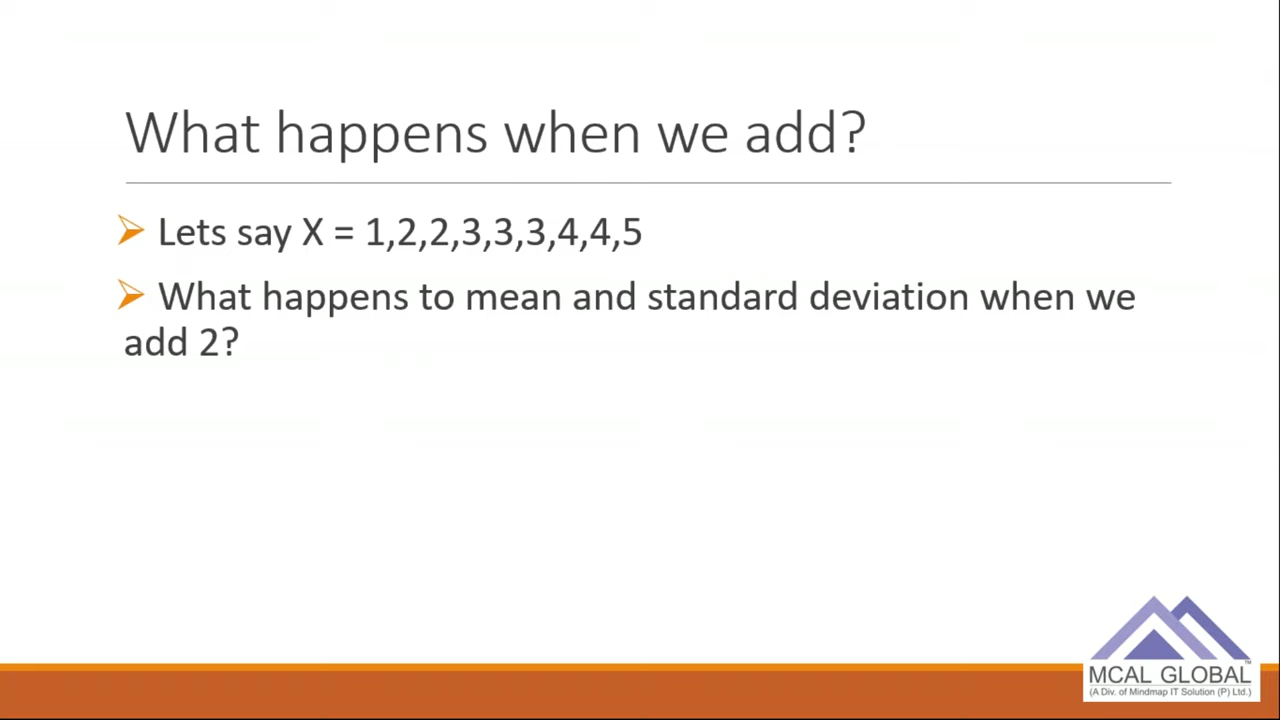 What happens when we add?
Lets say X = 1,2,2,3,3,3,4,4,5
What happens to mean and standard deviation when we
add 2?
MCAL GLOBAL™
(A Div. of Mindmap IT Solution (P) Ltd.)